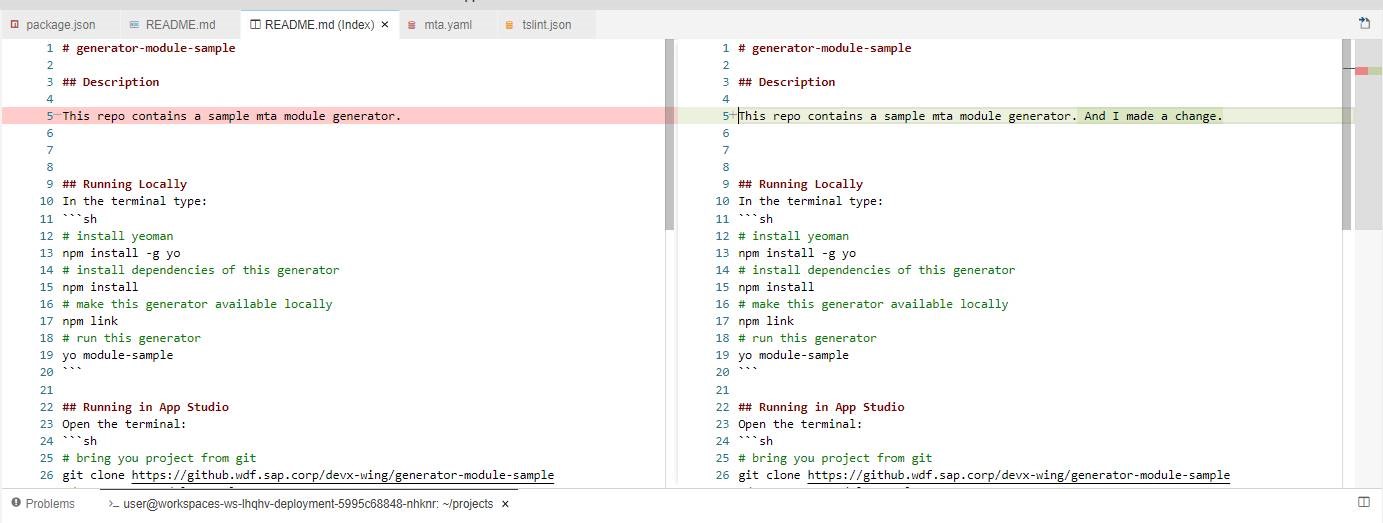 package.json README.md README.md (Index) × mta.yaml tslint.json
1 # generator-module-sample
2
3 ## Description
4
5 This repo contains a sample mta module generator.
6
7
8
9 ## Running Locally
10 In the terminal type:
11 ```sh
12 # install yeoman
13 npm install -g yo
14 # install dependencies of this generator
15 npm install
16 # make this generator available locally
17 npm link
18 # run this generator
19 yo module-sample
20 ```
21
22 ## Running in App Studio
23 Open the terminal:
24 ```sh
25 # bring you project from git
26 git clone https://github.wdf.sap.corp/devx-wing/generator-module-sample
1 # generator-module-sample
2
3 ## Description
4
5 This repo contains a sample mta module generator. And I made a change.
6
7
8
9 ## Running Locally
10 In the terminal type:
11 ```sh
12 # install yeoman
13 npm install -g yo
14 # install dependencies of this generator
15 npm install
16 # make this generator available locally
17 npm link
18 # run this generator
19 yo module-sample
20 ```
21
22 ## Running in App Studio
23 Open the terminal:
24 ```sh
25 # bring you project from git
26 git clone https://github.wdf.sap.corp/devx-wing/generator-module-sample
Problems >_ user@workspaces-ws-lhqhv-deployment-5995c68848-nhknr: ~/projects ×